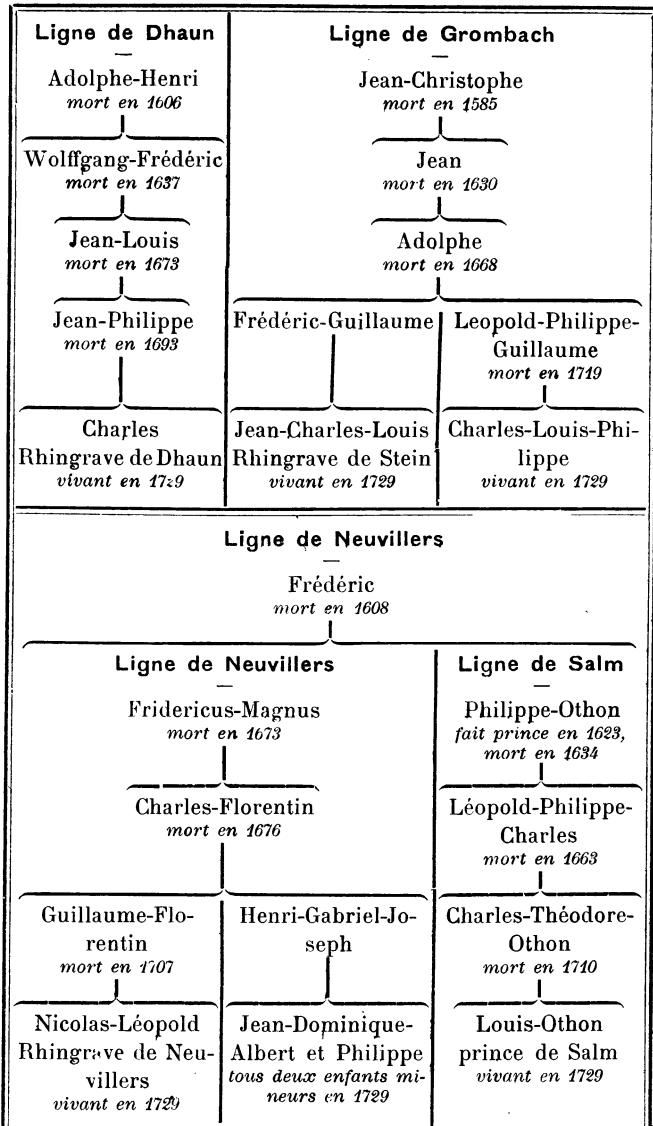 Ligne de Dhaun
Adolphe-Henri
mort en 1606
Wolffgang-Frédéric
mort en 1637
Jean-Louis
mort en 1673
Jean-Philippe
mort en 1693
Charles
Rhingrave de Dhaun
vivant en 1729
Ligne de Grombach
Jean-Christophe
mort en 1585
Jean
mort en 1630
Adolphe
mort en 1668
Frédéric-Guillaume
Jean-Charles-Louis
Rhingrave de Stein
vivant en 1729
Leopold-Philippe-
Guillaume
mort en 1719
Charles-Louis-Phi-
lippe
vivant en 1729
Ligne de Neuvillers
Frédéric
mort en 1608
Ligne de Neuvillers
Fridericus-Magnus
mort en 1673
Charles-Florentin
mort en 1676
Guillaume-Flo-
rentin
mort en 1707
Nicolas-Léopold
Rhingrave de Neu-
villers
vivant en 1729
Henri-Gabriel-Jo-
seph
Jean-Dominique-
Albert et Philippe
tous deux enfants mi-
neurs en 1729
Ligne de Salm
Philippe-Othon
fait prince en 1623,
mort en 1634
Léopold-Philippe-
Charles
mort en 1663
Charles-Théodore-
Othon
mort en 1710
Louis-Othon
prince de Salm
vivant en 1729